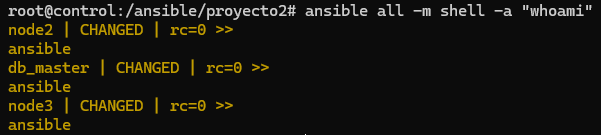 root@control:/ansible/proyecto2# ansible all -m shell -a "whoami"
node2 | CHANGED | rc=0 >>
ansible
db_master | CHANGED | rc=0 >>
ansible
node3 | CHANGED | rc=0 >>
ansible